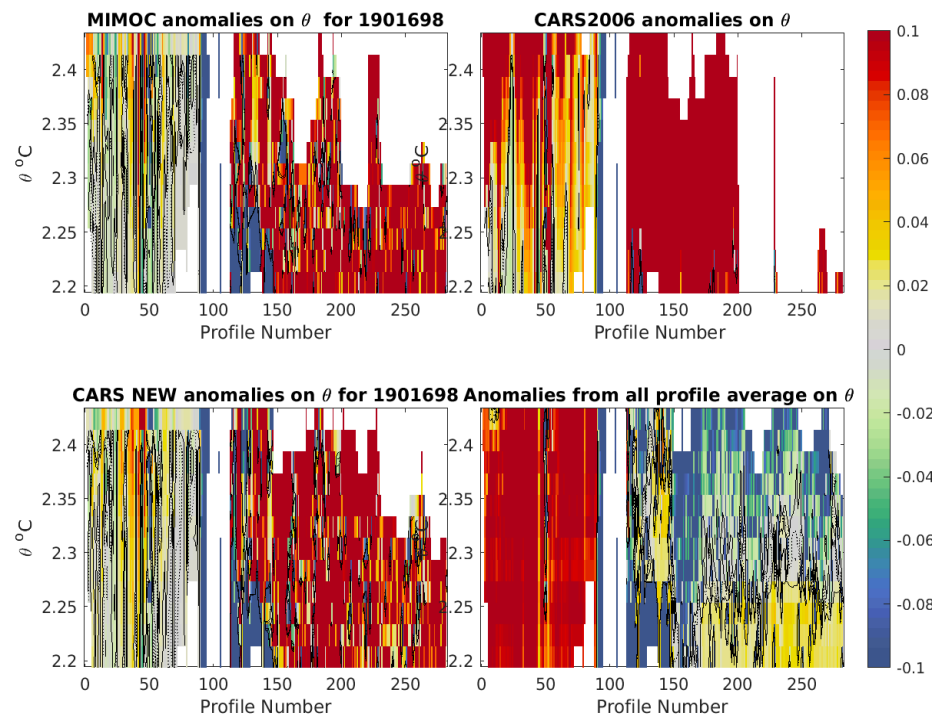 MIMOC anomalies on θ for 1901698
CARS2006 anomalies on θ
2.4
2.35
2.3
2.25
2.2
θ °C
°C
0 50 100 150 200 250
Profile Number
2.4
2.35
2.3
2.25
2.2
0 50 100 150 200 250
Profile Number
CARS NEW anomalies on θ for 1901698
Anomalies from all profile average on θ
2.4
2.35
2.3
2.25
2.2
θ °C
°C
0 50 100 150 200 250
Profile Number
2.4
2.35
2.3
2.25
2.2
0 50 100 150 200 250
Profile Number
0.1
0.08
0.06
0.04
0.02
0
-0.02
-0.04
-0.06
-0.08
-0.1